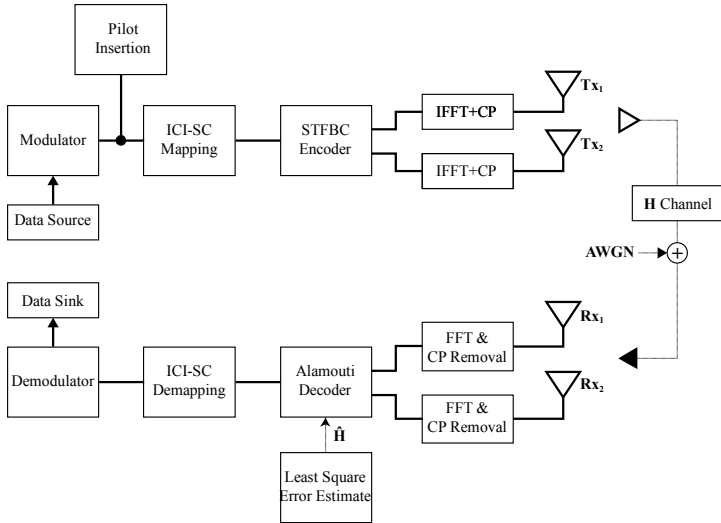 Pilot
Insertion
Modulator
ICI-SC
Mapping
STFBC
Encoder
IFFT+CP
Tx₁
IFFT+CP
Tx₂
Data Source
H Channel
AWGN
+
Data Sink
Demodulator
ICI-SC
Demapping
Alamouti
Decoder
FFT &
CP Removal
Rx₁
FFT &
CP Removal
Rx₂
Ĥ
Least Square
Error Estimate